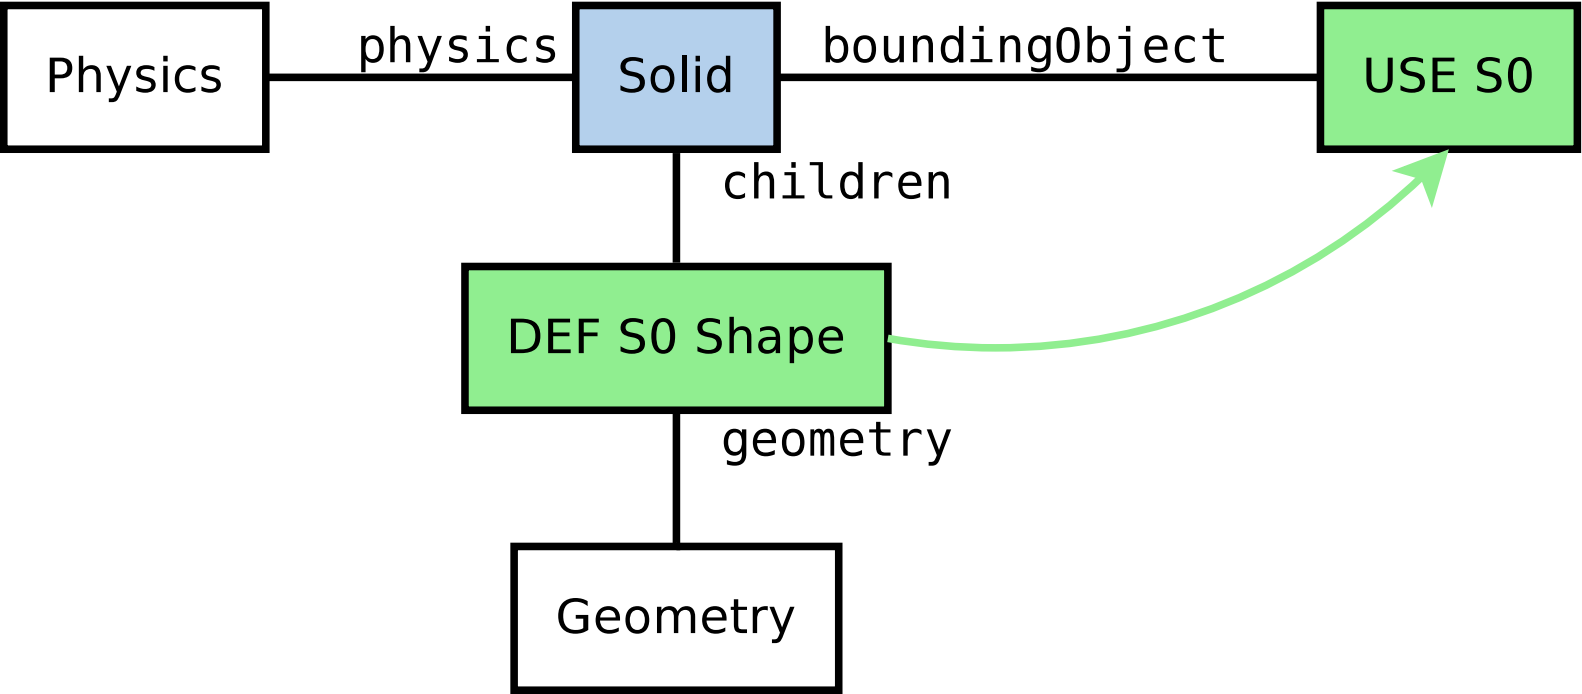 Physics
physics
Solid
boundingObject
USE S0
children
DEF S0 Shape
geometry
Geometry